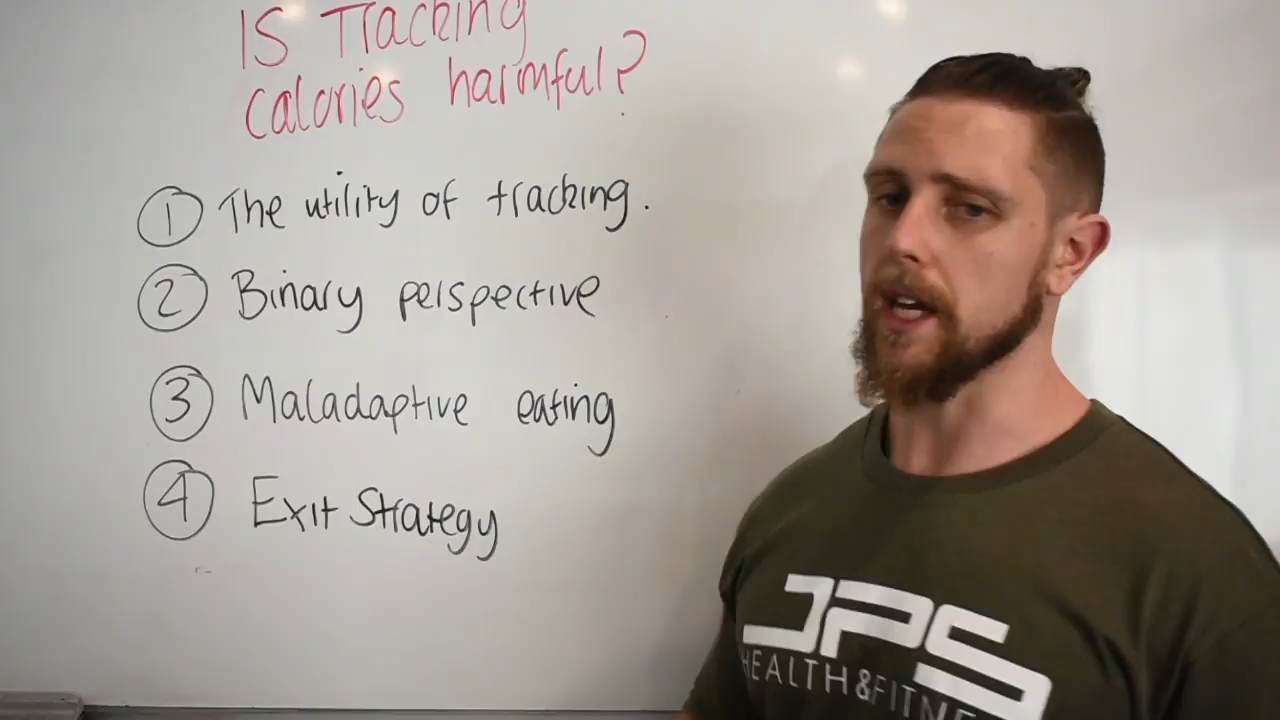 IS Tracking
calories harmful?
1 The utility of tracking.
2 Binary perspective
3 Maladaptive eating
4 Exit Strategy
JPS
HEALTH&FITNE